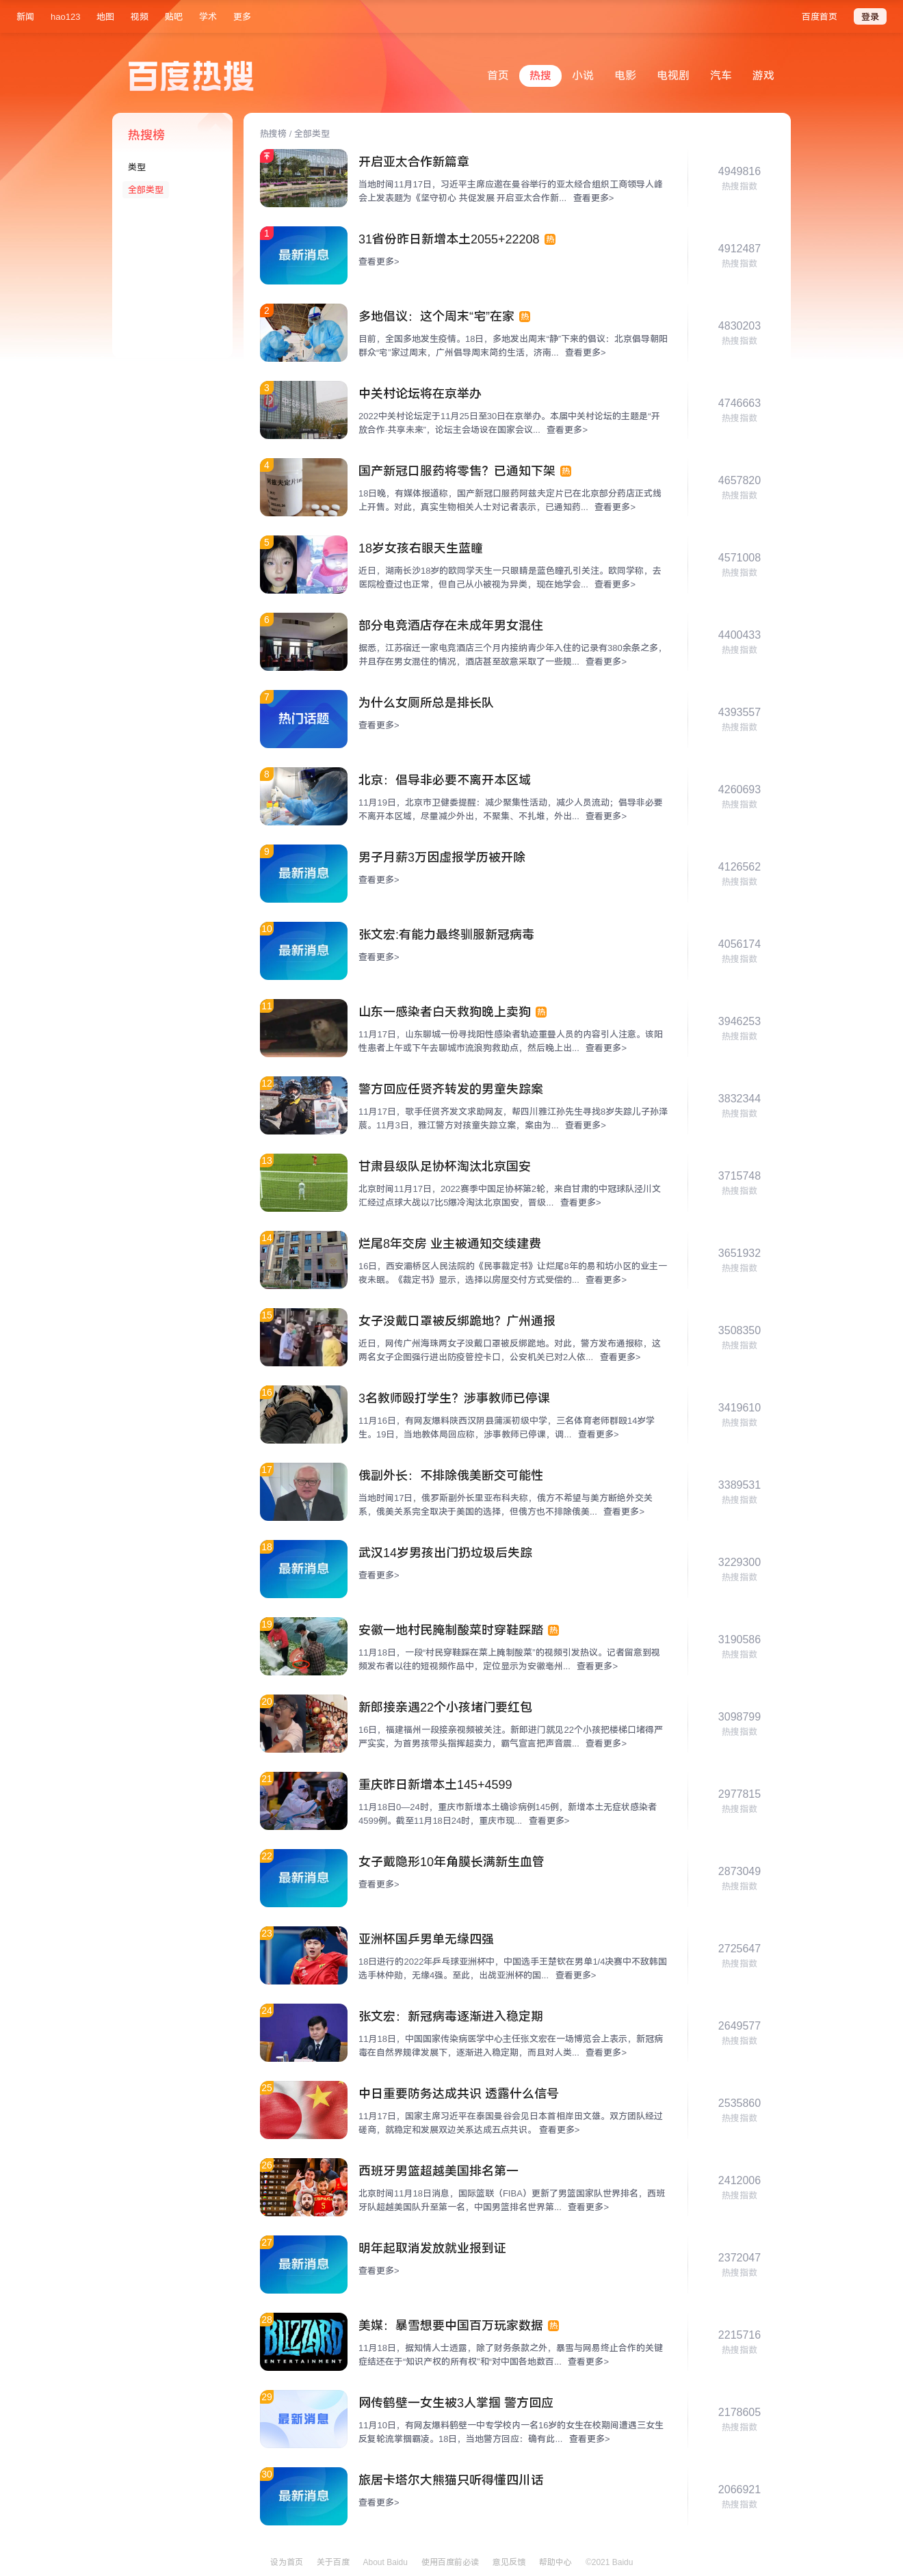 新闻 hao123 地图 视频 贴吧 学术 更多 百度首页 登录
百度热搜
首页 热搜 小说 电影 电视剧 汽车 游戏
热搜榜
类型
全部类型
热搜榜 / 全部类型
开启亚太合作新篇章
当地时间11月17日，习近平主席应邀在曼谷举行的亚太经合组织工商领导人峰
会上发表题为《坚守初心 共促发展 开启亚太合作新... 查看更多>
4949816
热搜指数
1
最新消息
31省份昨日新增本土2055+22208 热
查看更多>
4912487
热搜指数
2
多地倡议：这个周末“宅”在家 热
目前，全国多地发生疫情。18日，多地发出周末“静”下来的倡议：北京倡导朝阳
群众“宅”家过周末，广州倡导周末简约生活，济南... 查看更多>
4830203
热搜指数
3
中关村论坛将在京举办
2022中关村论坛定于11月25日至30日在京举办。本届中关村论坛的主题是“开
放合作·共享未来”，论坛主会场设在国家会议... 查看更多>
4746663
热搜指数
4
国产新冠口服药将零售？已通知下架 热
18日晚，有媒体报道称，国产新冠口服药阿兹夫定片已在北京部分药店正式线
上开售。对此，真实生物相关人士对记者表示，已通知药... 查看更多>
4657820
热搜指数
5
18岁女孩右眼天生蓝瞳
近日，湖南长沙18岁的欧同学天生一只眼睛是蓝色瞳孔引关注。欧同学称，去
医院检查过也正常，但自己从小被视为异类，现在她学会... 查看更多>
4571008
热搜指数
6
部分电竞酒店存在未成年男女混住
据悉，江苏宿迁一家电竞酒店三个月内接纳青少年入住的记录有380余条之多，
并且存在男女混住的情况，酒店甚至故意采取了一些规... 查看更多>
4400433
热搜指数
7
热门话题
为什么女厕所总是排长队
查看更多>
4393557
热搜指数
8
北京：倡导非必要不离开本区域
11月19日，北京市卫健委提醒：减少聚集性活动，减少人员流动；倡导非必要
不离开本区域，尽量减少外出，不聚集、不扎堆，外出... 查看更多>
4260693
热搜指数
9
最新消息
男子月薪3万因虚报学历被开除
查看更多>
4126562
热搜指数
10
最新消息
张文宏:有能力最终驯服新冠病毒
查看更多>
4056174
热搜指数
11
山东一感染者白天救狗晚上卖狗 热
11月17日，山东聊城一份寻找阳性感染者轨迹重叠人员的内容引人注意。该阳
性患者上午或下午去聊城市流浪狗救助点，然后晚上出... 查看更多>
3946253
热搜指数
12
警方回应任贤齐转发的男童失踪案
11月17日，歌手任贤齐发文求助网友，帮四川雅江孙先生寻找8岁失踪儿子孙泽
蕽。11月3日，雅江警方对孩童失踪立案，案由为... 查看更多>
3832344
热搜指数
13
甘肃县级队足协杯淘汰北京国安
北京时间11月17日，2022赛季中国足协杯第2轮，来自甘肃的中冠球队泾川文
汇经过点球大战以7比5爆冷淘汰北京国安，晋级... 查看更多>
3715748
热搜指数
14
烂尾8年交房 业主被通知交续建费
16日，西安灞桥区人民法院的《民事裁定书》让烂尾8年的易和坊小区的业主一
夜未眠。《裁定书》显示，选择以房屋交付方式受偿的... 查看更多>
3651932
热搜指数
15
女子没戴口罩被反绑跪地？广州通报
近日，网传广州海珠两女子没戴口罩被反绑跪地。对此，警方发布通报称，这
两名女子企图强行进出防疫管控卡口，公安机关已对2人依... 查看更多>
3508350
热搜指数
16
3名教师殴打学生？涉事教师已停课
11月16日，有网友爆料陕西汉阴县蒲溪初级中学，三名体育老师群殴14岁学
生。19日，当地教体局回应称，涉事教师已停课，调... 查看更多>
3419610
热搜指数
17
俄副外长：不排除俄美断交可能性
当地时间17日，俄罗斯副外长里亚布科夫称，俄方不希望与美方断绝外交关
系，俄美关系完全取决于美国的选择，但俄方也不排除俄美... 查看更多>
3389531
热搜指数
18
最新消息
武汉14岁男孩出门扔垃圾后失踪
查看更多>
3229300
热搜指数
19
安徽一地村民腌制酸菜时穿鞋踩踏 热
11月18日，一段“村民穿鞋踩在菜上腌制酸菜”的视频引发热议。记者留意到视
频发布者以往的短视频作品中，定位显示为安徽亳州... 查看更多>
3190586
热搜指数
20
新郎接亲遇22个小孩堵门要红包
16日，福建福州一段接亲视频被关注。新郎进门就见22个小孩把楼梯口堵得严
严实实，为首男孩带头指挥超卖力，霸气宣言把声音震... 查看更多>
3098799
热搜指数
21
重庆昨日新增本土145+4599
11月18日0—24时，重庆市新增本土确诊病例145例，新增本土无症状感染者
4599例。截至11月18日24时，重庆市现... 查看更多>
2977815
热搜指数
22
最新消息
女子戴隐形10年角膜长满新生血管
查看更多>
2873049
热搜指数
23
亚洲杯国乒男单无缘四强
18日进行的2022年乒乓球亚洲杯中，中国选手王楚钦在男单1/4决赛中不敌韩国
选手林仲勋，无缘4强。至此，出战亚洲杯的国... 查看更多>
2725647
热搜指数
24
张文宏：新冠病毒逐渐进入稳定期
11月18日，中国国家传染病医学中心主任张文宏在一场博览会上表示，新冠病
毒在自然界规律发展下，逐渐进入稳定期，而且对人类... 查看更多>
2649577
热搜指数
25
中日重要防务达成共识 透露什么信号
11月17日，国家主席习近平在泰国曼谷会见日本首相岸田文雄。双方团队经过
磋商，就稳定和发展双边关系达成五点共识。 查看更多>
2535860
热搜指数
26
西班牙男篮超越美国排名第一
北京时间11月18日消息，国际篮联（FIBA）更新了男篮国家队世界排名，西班
牙队超越美国队升至第一名，中国男篮排名世界第... 查看更多>
2412006
热搜指数
27
最新消息
明年起取消发放就业报到证
查看更多>
2372047
热搜指数
28
BLIZZARD
ENTERTAINMENT
美媒：暴雪想要中国百万玩家数据 热
11月18日，据知情人士透露，除了财务条款之外，暴雪与网易终止合作的关键
症结还在于“知识产权的所有权”和“对中国各地数百... 查看更多>
2215716
热搜指数
29
最新消息
网传鹤壁一女生被3人掌掴 警方回应
11月10日，有网友爆料鹤壁一中专学校内一名16岁的女生在校期间遭遇三女生
反复轮流掌掴霸凌。18日，当地警方回应：确有此... 查看更多>
2178605
热搜指数
30
最新消息
旅居卡塔尔大熊猫只听得懂四川话
查看更多>
2066921
热搜指数
设为首页 关于百度 About Baidu 使用百度前必读 意见反馈 帮助中心 ©2021 Baidu